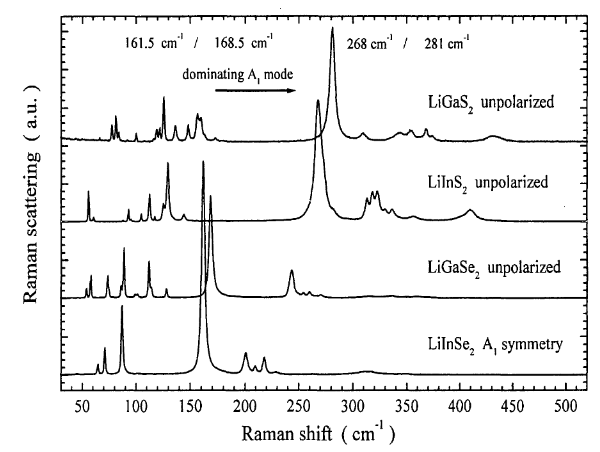 161.5 cm⁻¹ / 168.5 cm⁻¹ 268 cm⁻¹ / 281 cm⁻¹
dominating A₁ mode
LiGaS₂ unpolarized
LiInS₂ unpolarized
LiGaSe₂ unpolarized
LiInSe₂ A₁ symmetry
Raman scattering ( a.u. )
50 100 150 200 250 300 350 400 450 500
Raman shift ( cm⁻¹ )